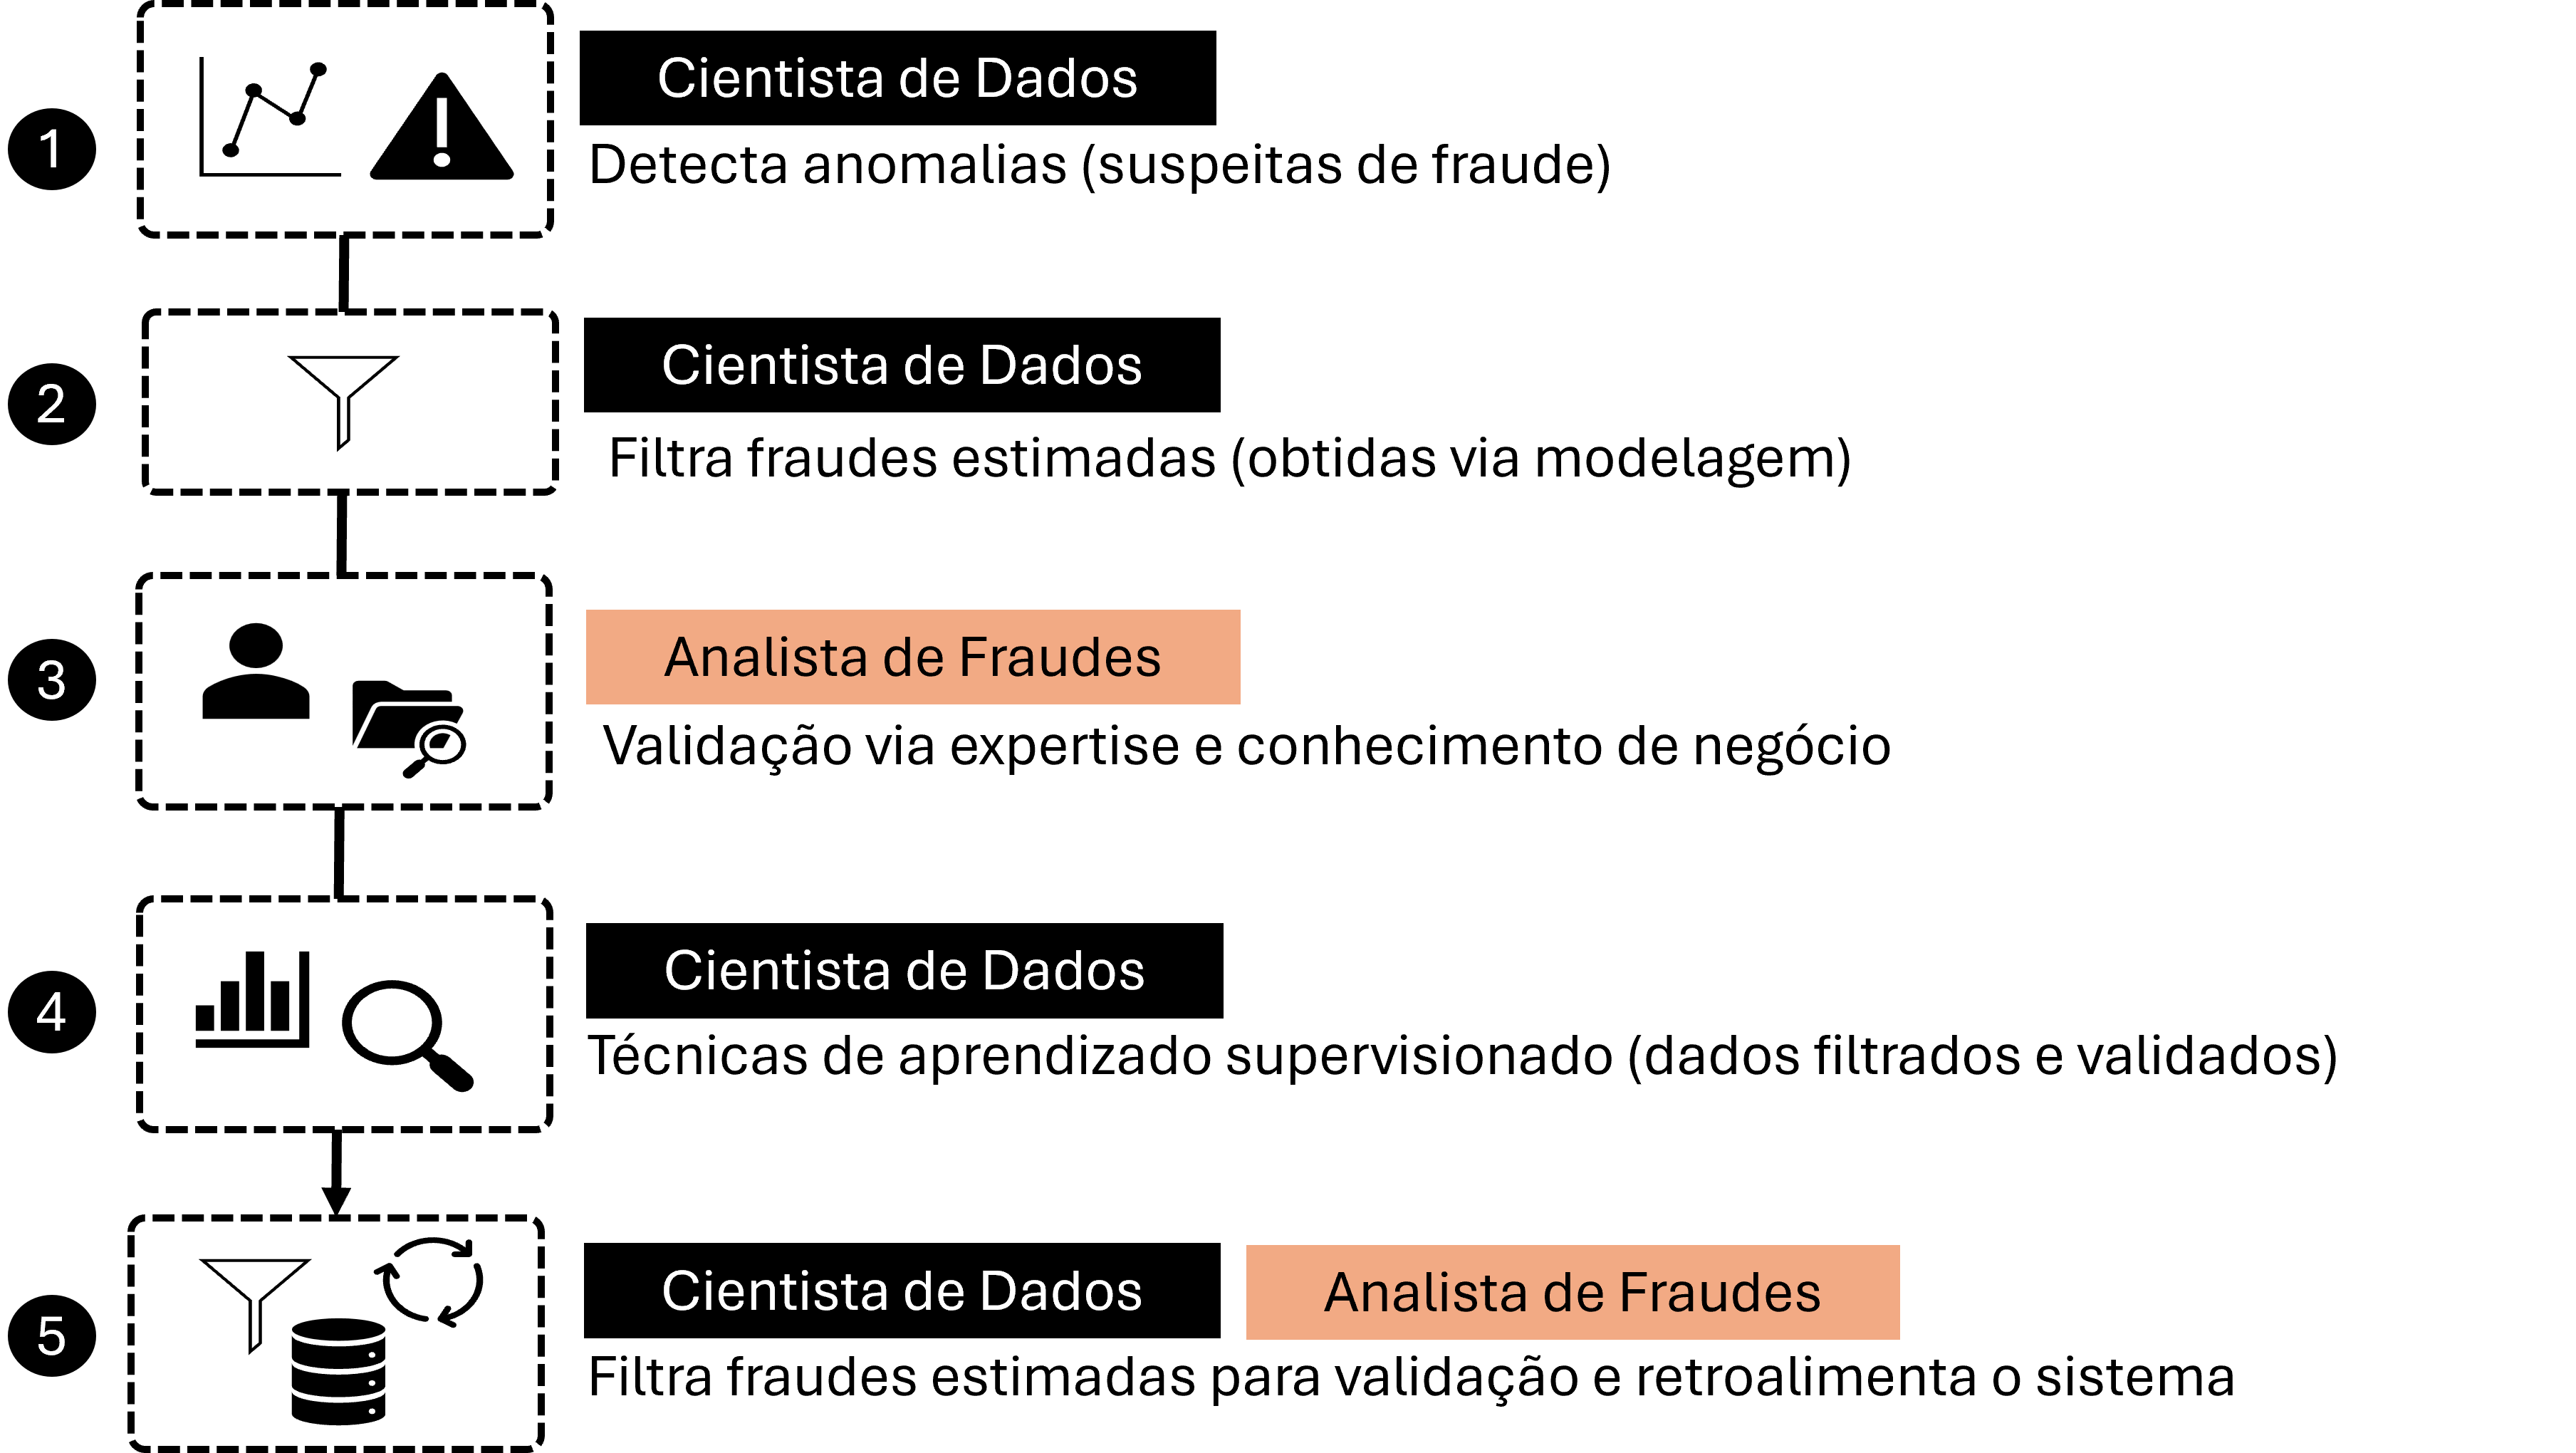 1
Cientista de Dados
Detecta anomalias (suspeitas de fraude)
2
Cientista de Dados
Filtra fraudes estimadas (obtidas via modelagem)
3
Analista de Fraudes
Validação via expertise e conhecimento de negócio
4
Cientista de Dados
Técnicas de aprendizado supervisionado (dados filtrados e validados)
5
Cientista de Dados
Analista de Fraudes
Filtra fraudes estimadas para validação e retroalimenta o sistema